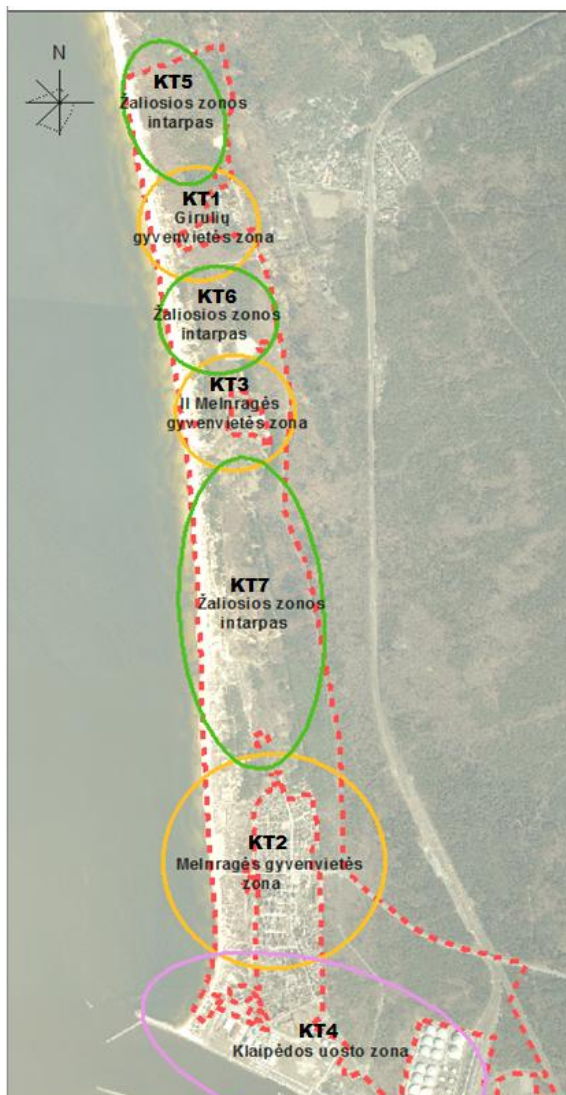 N
KT5
Žaliosios zonos
intarpas
KT1
Girulių
gyvenvietės zona
KT6
Žaliosios zonos
intarpas
KT3
II Melnragės
gyvenvietės zona
KT7
Žaliosios zonos
intarpas
KT2
Melnragės gyvenvietės
zona
KT4
Klaipėdos uosto zona